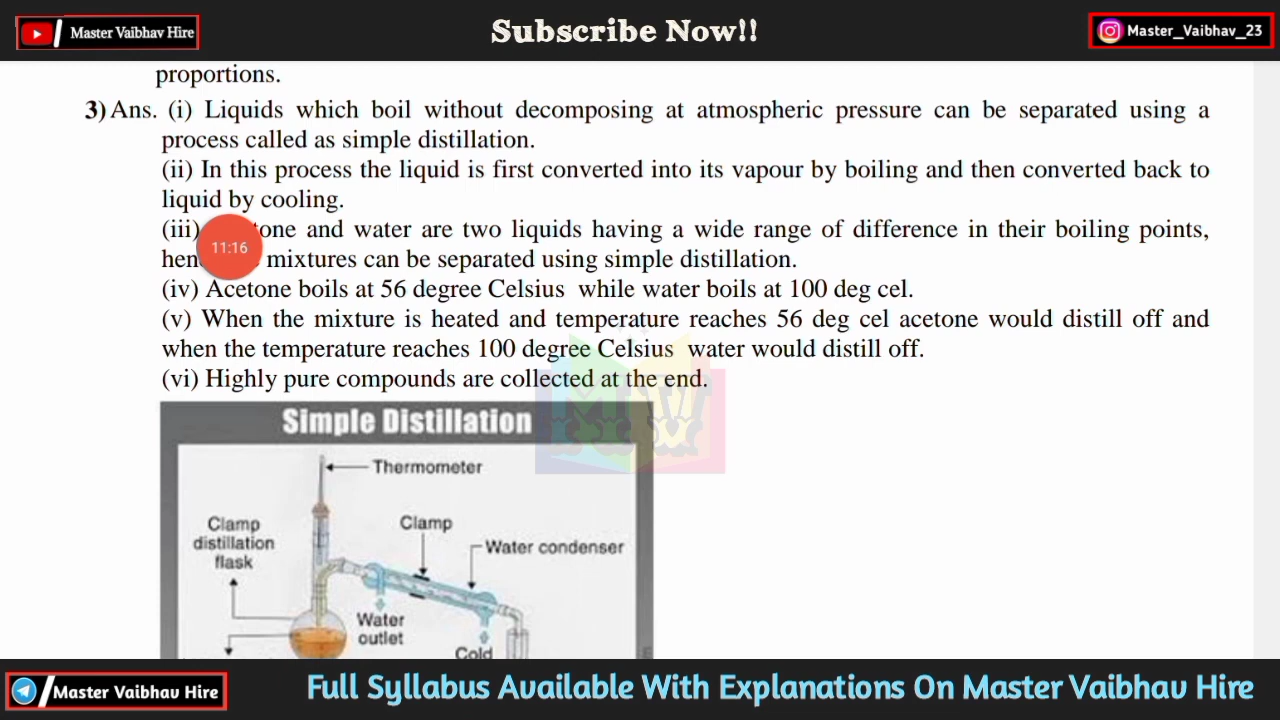 Master Vaibhav Hire
Subscribe Now!!
Master_Vaibhav_23
proportions.
3) Ans. (i) Liquids which boil without decomposing at atmospheric pressure can be separated using a
process called as simple distillation.
(ii) In this process the liquid is first converted into its vapour by boiling and then converted back to
liquid by cooling.
(iii) and water are two liquids having a wide range of difference in their boiling points,
mixtures can be separated using simple distillation.
11:16
(iv) Acetone boils at 56 degree Celsius while water boils at 100 deg cel.
(v) When the mixture is heated and temperature reaches 56 deg cel acetone would distill off and
when the temperature reaches 100 degree Celsius water would distill off.
(vi) Highly pure compounds are collected at the end.
Simple Distillation
Thermometer
Clamp
distillation
flask
Clamp
Water condenser
Water
outlet
Cold
Master Vaibhav Hire
Full Syllabus Available With Explanations On Master Vaibhav Hire